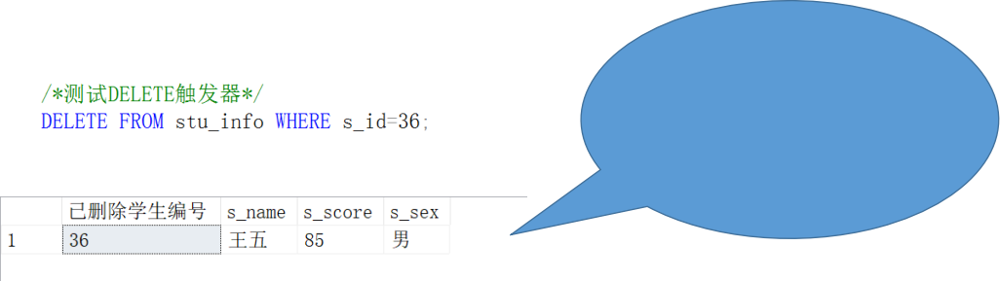 /*测试DELETE触发器*/
DELETE FROM stu_info WHERE s_id=36;
已删除学生编号 s_name s_score s_sex
1 36 王五 85 男